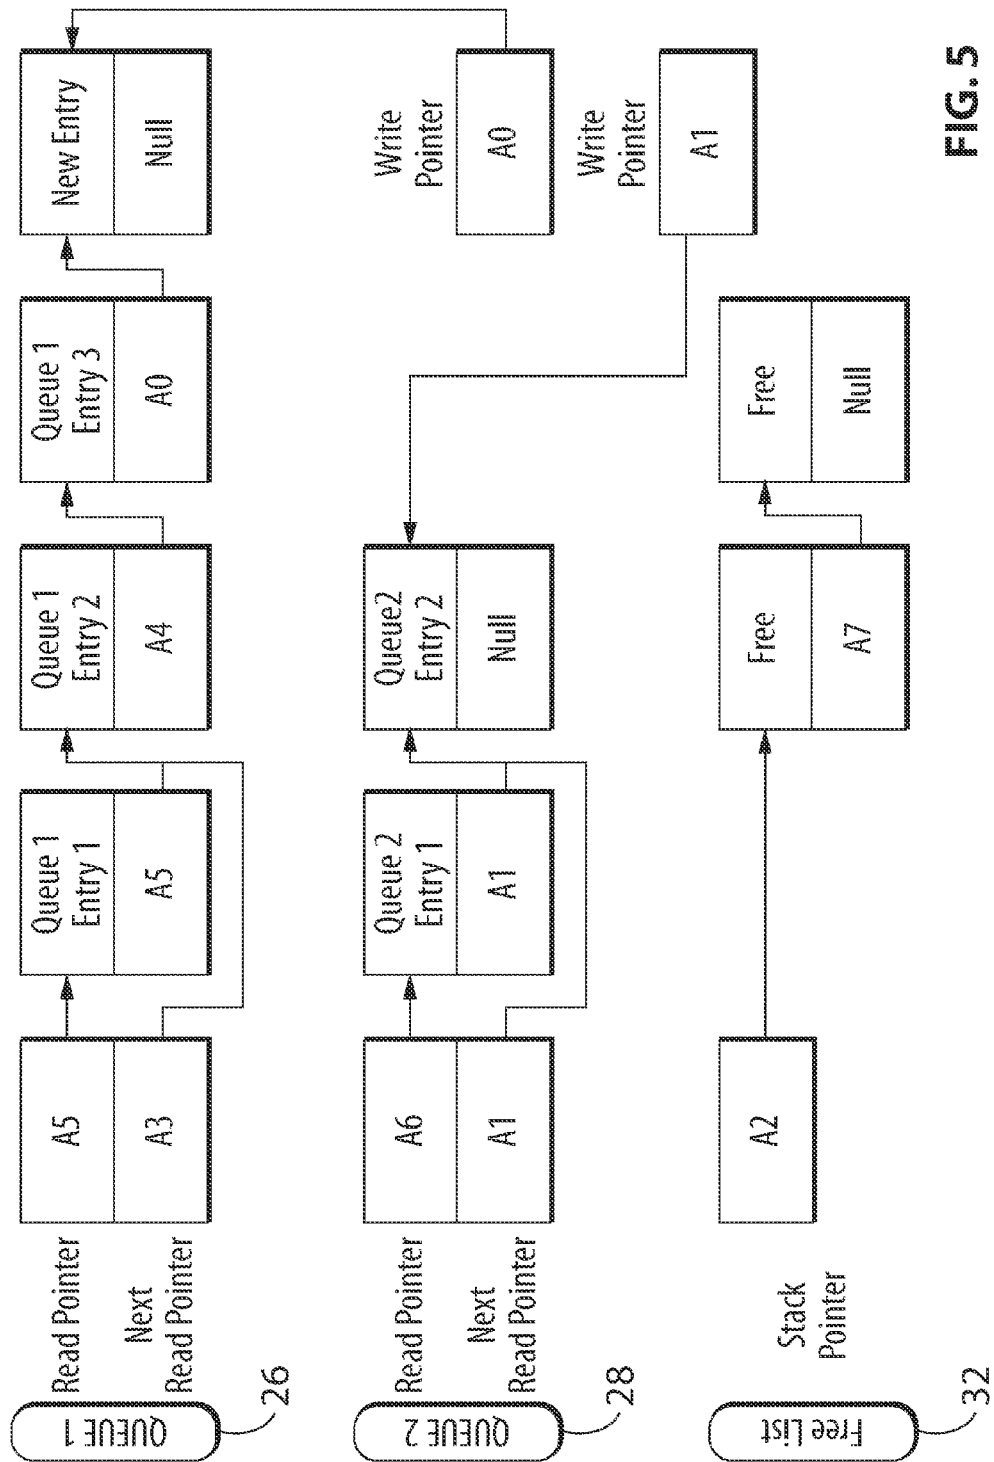 QUEUE 1
26
Read Pointer
Next
Read Pointer
A5
A3
Queue 1
Entry 1
A5
Queue 1
Entry 2
A4
Queue 1
Entry 3
A0
New Entry
Null
QUEUE 2
28
Read Pointer
Next
Read Pointer
A6
A1
Queue 2
Entry 1
A1
Queue2
Entry 2
Null
Write
Pointer
A0
Write
Pointer
A1
Free List
32
Stack
Pointer
A2
Free
A7
Free
Null
FIG. 5